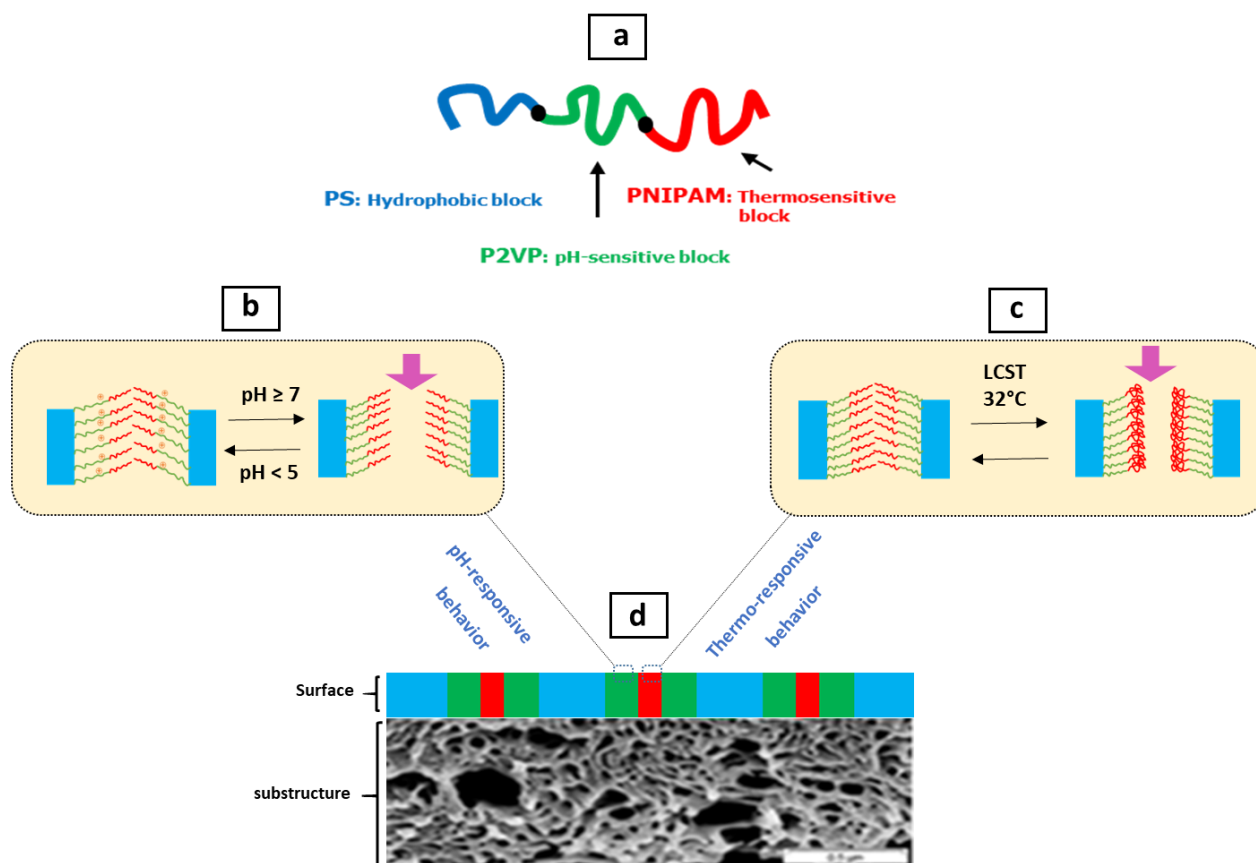 a
PS: Hydrophobic block
PNIPAM: Thermosensitive
block
P2VP: pH-sensitive block
b
pH ≥ 7
pH < 5
c
LCST
32°C
pH-responsive
behavior
Thermo-responsive
behavior
d
Surface
substructure